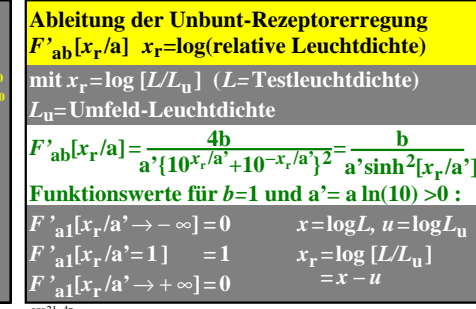 Ableitung der Unbunt-Rezeptorerregung
F’ab[xr/a] xr=log(relative Leuchtdichte)
mit xr=log [L/Lu] (L=Testleuchtdichte)
Lu=Umfeld-Leuchtdichte
F’ab[xr/a]= 4b / a’{10^xr/a’+10^−xr/a’}^2 = b / a’sinh^2[xr/a’]
Funktionswerte für b=1 und a’= a ln(10) >0 :
F’a1[xr/a’→ − ∞]=0 x=logL, u=logLu
F’a1[xr/a’=1] =1 xr=log [L/Lu]
F’a1[xr/a’→ + ∞]=0 =x − u